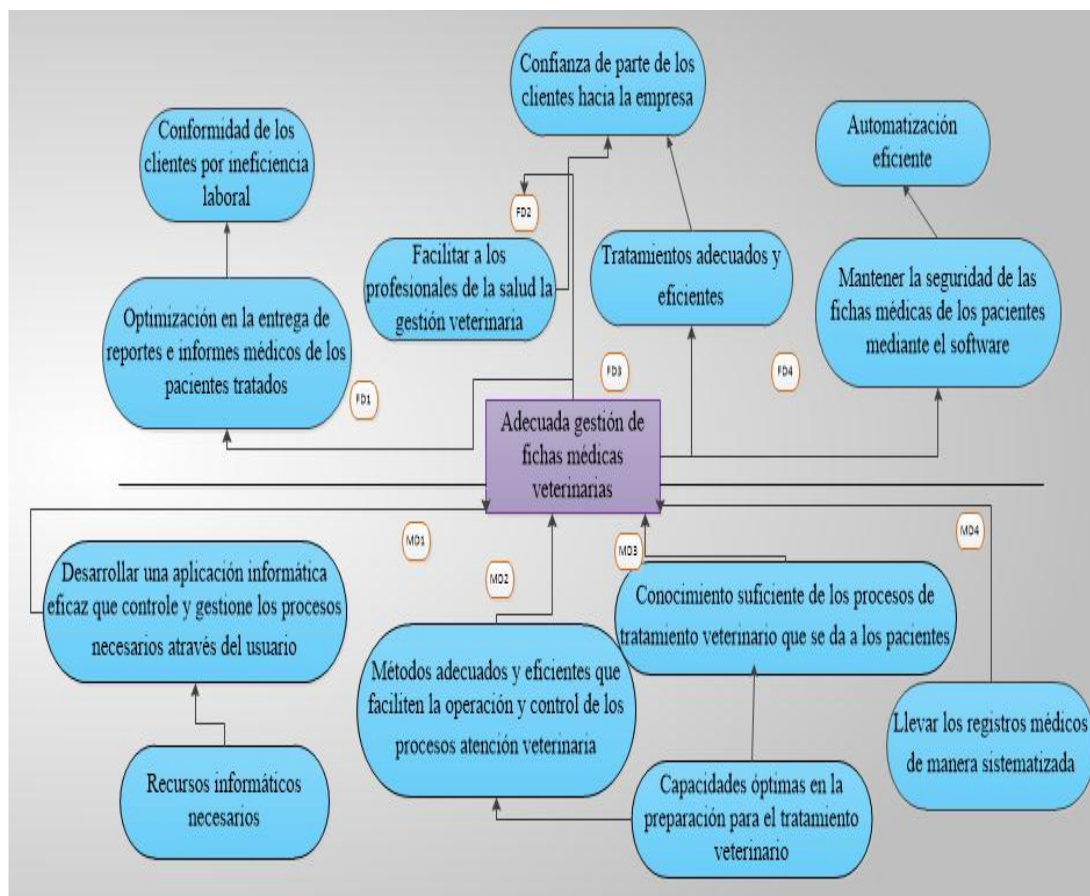 Confianza de parte de los
clientes hacia la empresa
Conformidad de los
clientes por ineficiencia
laboral
Automatización
eficiente
FD2
Facilitar a los
profesionales de la salud la
gestión veterinaria
Tratamientos adecuados y
eficientes
Mantener la seguridad de las
fichas médicas de los pacientes
mediante el software
Optimización en la entrega de
reportes e informes médicos de los
pacientes tratados
FD1
FD3
FD4
Adecuada gestión de
fichas médicas
veterinarias
MD1
MD2
MD3
MD4
Desarrollar una aplicación informática
eficaz que controle y gestione los procesos
necesarios através del usuario
Conocimiento suficiente de los procesos de
tratamiento veterinario que se da a los pacientes
Métodos adecuados y eficientes que
faciliten la operación y control de los
procesos atención veterinaria
Llevar los registros médicos
de manera sistematizada
Recursos informáticos
necesarios
Capacidades óptimas en la
preparación para el tratamiento
veterinario